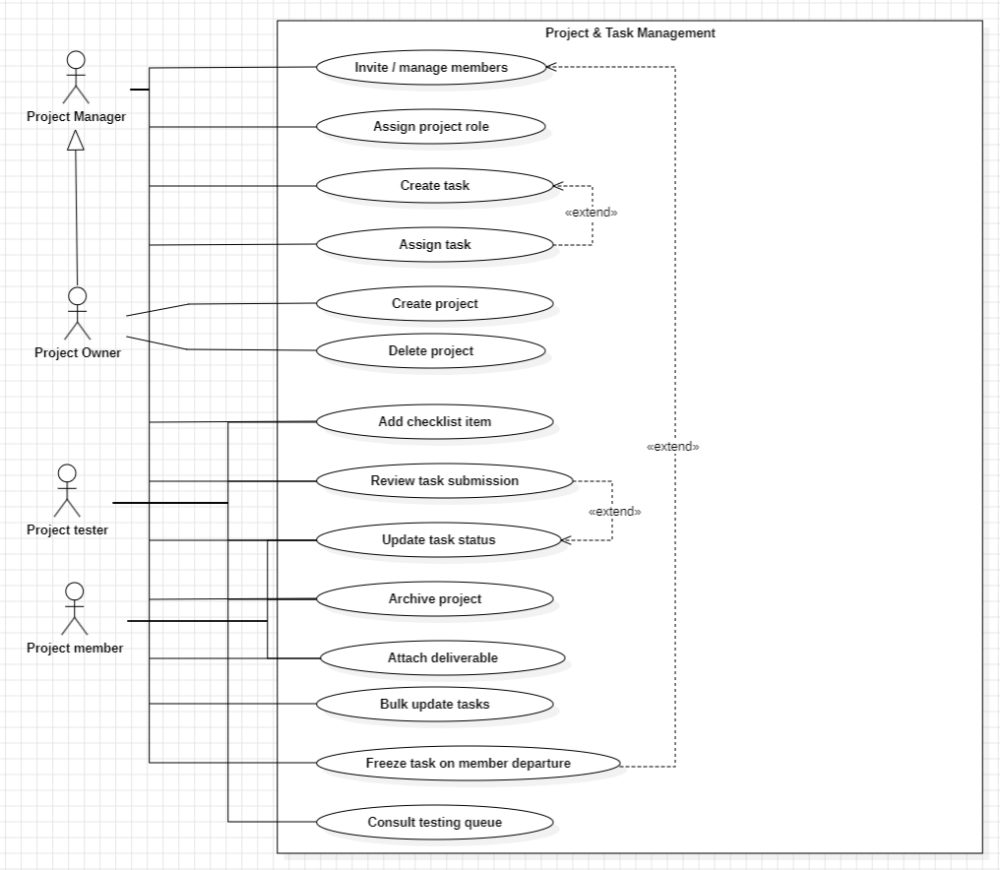 Project & Task Management
Invite / manage members
Project Manager
Assign project role
Create task
«extend»
Assign task
Create project
Project Owner
Delete project
Add checklist item
«extend»
Review task submission
«extend»
Project tester
Update task status
Archive project
Project member
Attach deliverable
Bulk update tasks
Freeze task on member departure
Consult testing queue